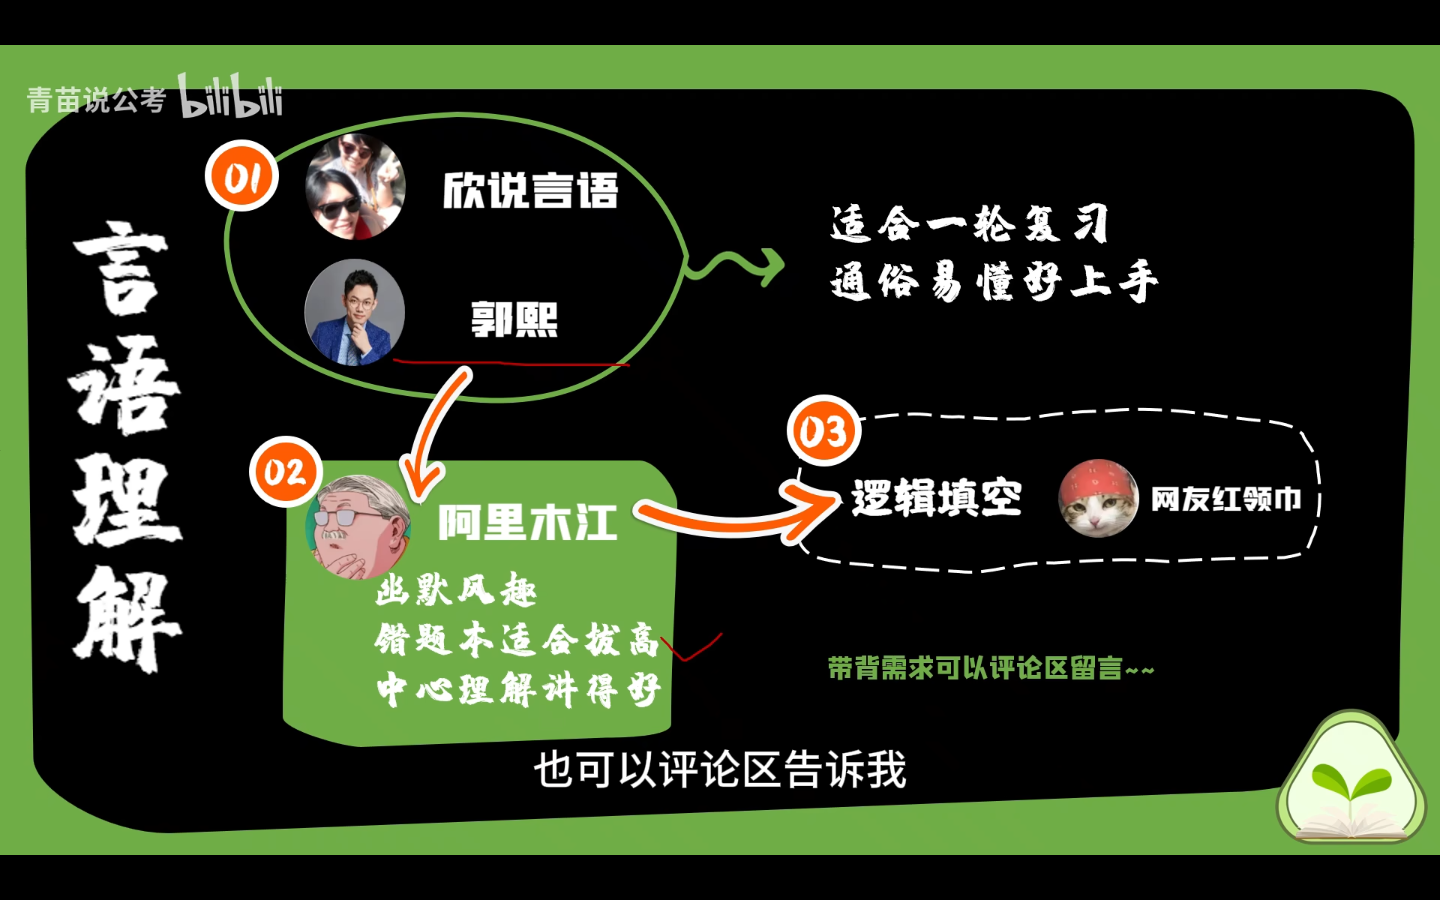 青苗说公考 bilibili
言语理解
01
欣说言语
郭熙
适合一轮复习
通俗易懂好上手
02
阿里木江
幽默风趣
错题本适合拔高
中心理解讲得好
03
逻辑填空
网友红领巾
带背需求可以评论区留言~~
也可以评论区告诉我